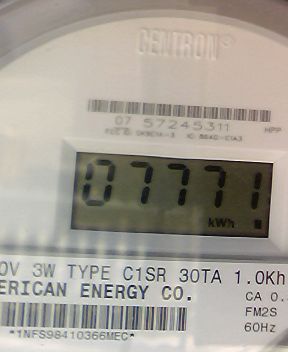 CENTRON®
07 57245311
HPP
07771
kWh
0V 3W TYPE C1SR 30TA 1.0Kh
ERICAN ENERGY CO.
CA 0.
FM2S
*1NFS98410366MEC*
60Hz